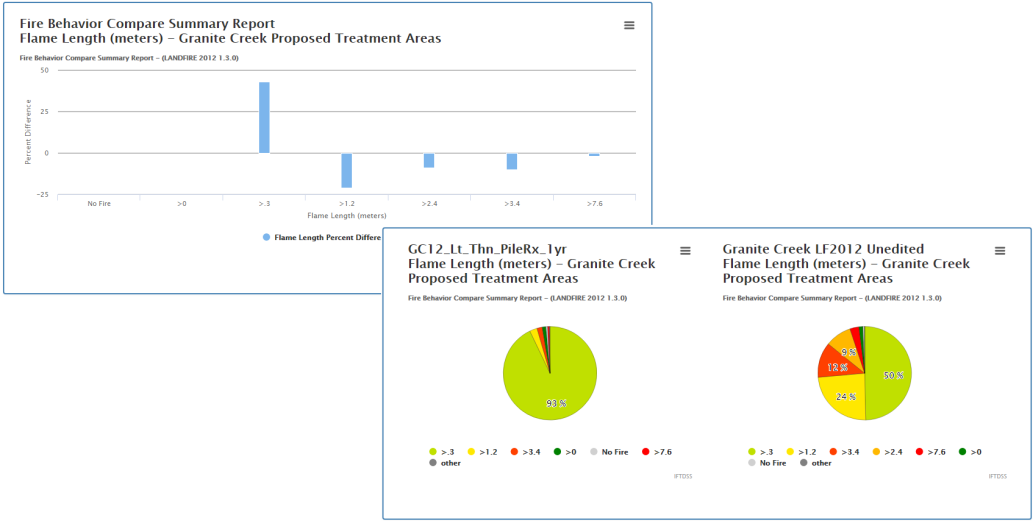 Fire Behavior Compare Summary Report
Flame Length (meters) – Granite Creek Proposed Treatment Areas
Fire Behavior Compare Summary Report – (LANDFIRE 2012 1.3.0)
50
25
0
−25
Percent Difference
No Fire >0 >.3 >1.2 >2.4 >3.4 >7.6
Flame Length (meters)
Flame Length Percent Differe
GC12_Lt_Thn_PileRx_1yr
Flame Length (meters) – Granite Creek
Proposed Treatment Areas
Fire Behavior Compare Summary Report – (LANDFIRE 2012 1.3.0)
93 %
>.3 >1.2 >3.4 >0 No Fire >7.6
other
IFTDSS
Granite Creek LF2012 Unedited
Flame Length (meters) – Granite Creek
Proposed Treatment Areas
Fire Behavior Compare Summary Report – (LANDFIRE 2012 1.3.0)
9 %
12 %
50 %
24 %
>.3 >1.2 >3.4 >2.4 >7.6 >0
No Fire other
IFTDSS